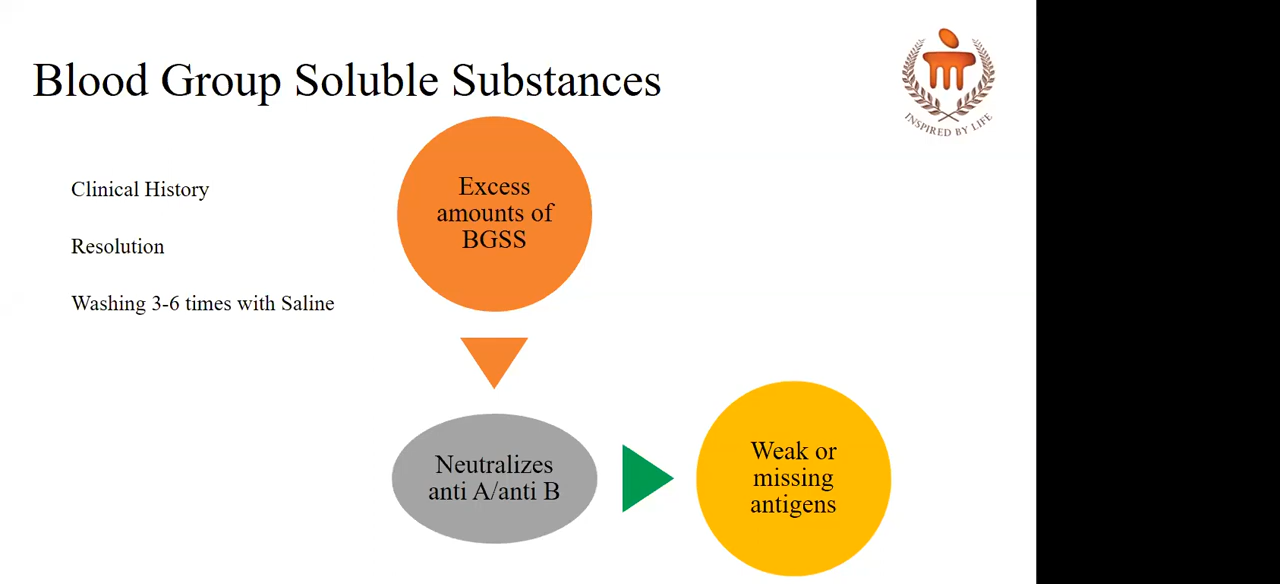 Blood Group Soluble Substances
INSPIRED BY LIFE
Clinical History
Resolution
Washing 3-6 times with Saline
Excess
amounts of
BGSS
Neutralizes
anti A/anti B
Weak or
missing
antigens